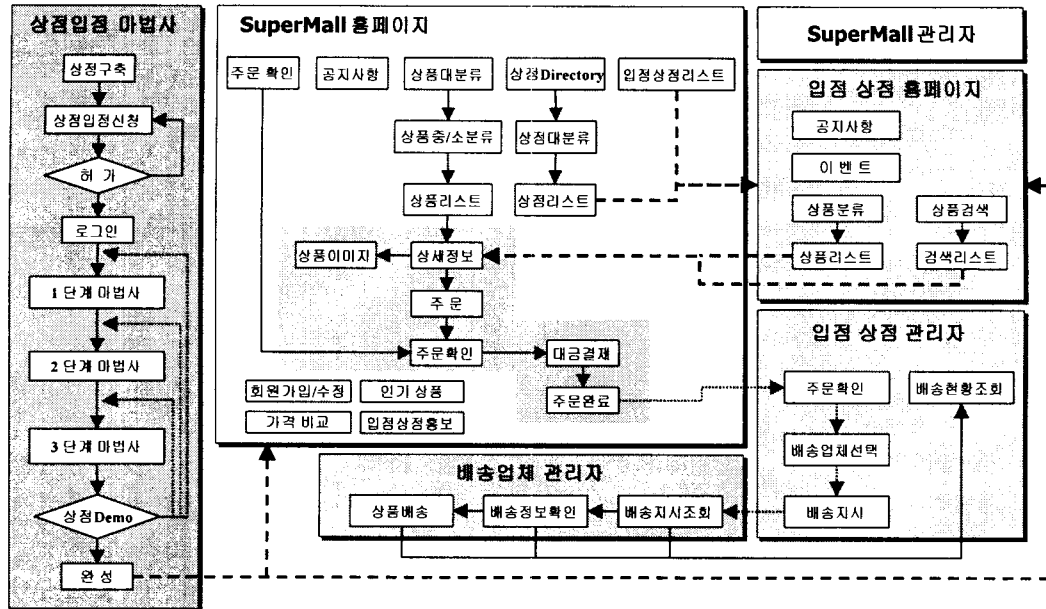 상점입점 마법사
상점구축
상점입점신청
허 가
로그인
1 단계 마법사
2 단계 마법사
3 단계 마법사
상점Demo
완 성
SuperMall 홈페이지
주문 확인
공지사항
상품대분류
상점Directory
입점상점리스트
상품중/소분류
상점대분류
상품리스트
상점리스트
상품이미지
상세정보
주 문
주문확인
대금결재
주문완료
회원가입/수정
인기 상품
가격 비교
입점상점홍보
배송업체 관리자
상품배송
배송정보확인
배송지시조회
SuperMall 관리자
입점 상점 홈페이지
공지사항
이 벤 트
상품분류
상품검색
상품리스트
검색리스트
입점 상점 관리자
주문확인
배송현황조회
배송업체선택
배송지시